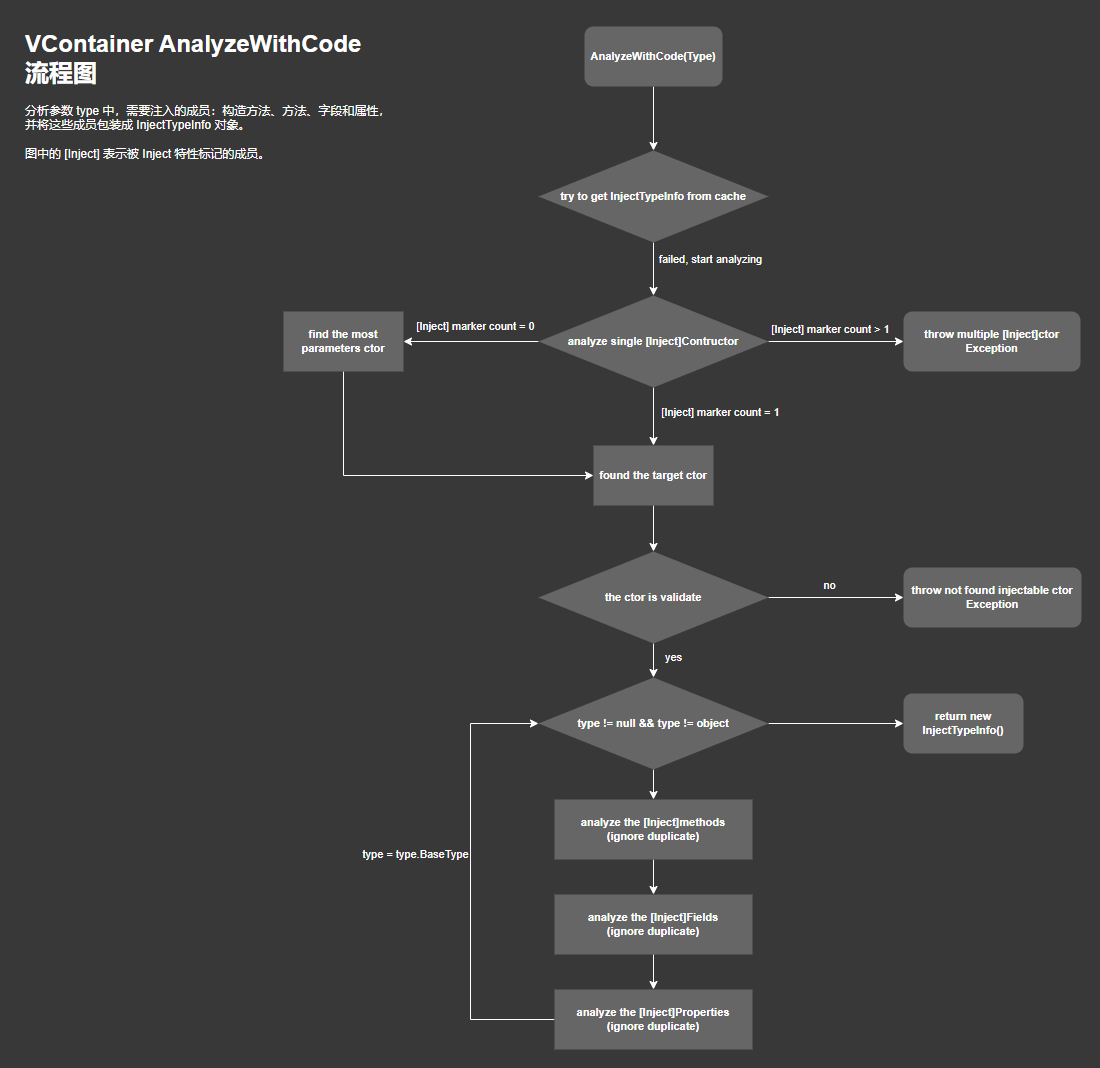 VContainer AnalyzeWithCode
流程图
分析参数 type 中，需要注入的成员：构造方法、方法、字段和属性，
并将这些成员包装成 InjectTypeInfo 对象。
图中的 [Inject] 表示被 Inject 特性标记的成员。
AnalyzeWithCode(Type)
try to get InjectTypeInfo from cache
failed, start analyzing
find the most
parameters ctor
[Inject] marker count = 0
analyze single [Inject]Contructor
[Inject] marker count > 1
throw multiple [Inject]ctor
Exception
[Inject] marker count = 1
found the target ctor
the ctor is validate
no
throw not found injectable ctor
Exception
yes
type != null && type != object
return new
InjectTypeInfo()
analyze the [Inject]methods
(ignore duplicate)
type = type.BaseType
analyze the [Inject]Fields
(ignore duplicate)
analyze the [Inject]Properties
(ignore duplicate)